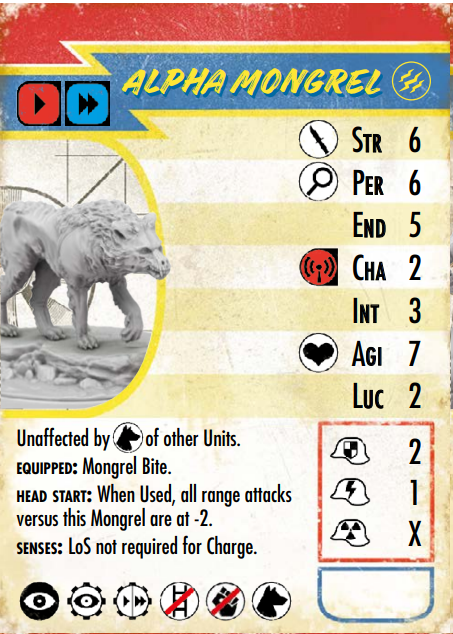 ALPHA MONGREL
STR 6
PER 6
END 5
CHA 2
INT 3
AGI 7
LUC 2
Unaffected by of other Units.
EQUIPPED: Mongrel Bite.
HEAD START: When Used, all range attacks
versus this Mongrel are at -2.
SENSES: LoS not required for Charge.
2
1
X